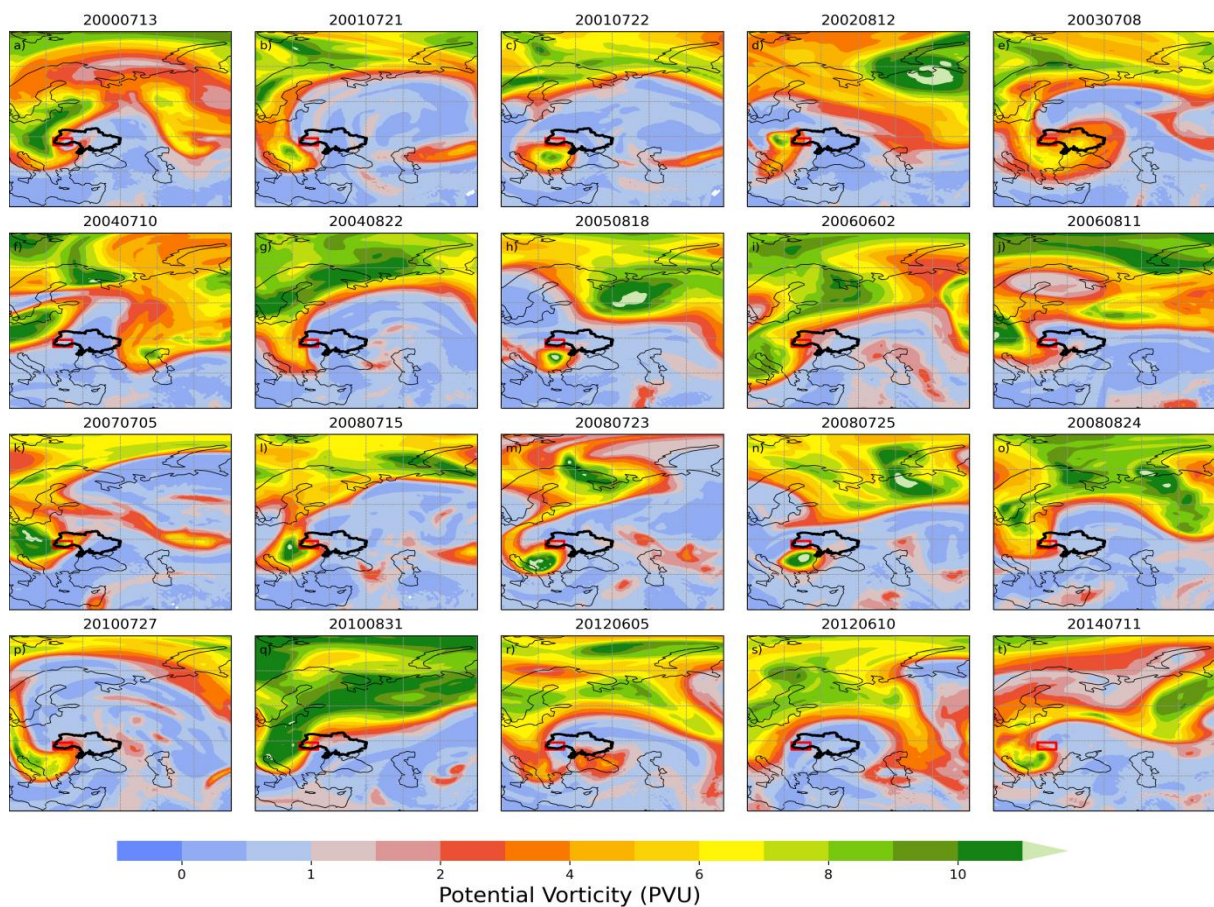 20000713 20010721 20010722 20020812 20030708
a) b) c) d) e)
20040710 20040822 20050818 20060602 20060811
f) g) h) i) j)
20070705 20080715 20080723 20080725 20080824
k) l) m) n) o)
20100727 20100831 20120605 20120610 20140711
p) q) r) s) t)
0 1 2 4 6 8 10
Potential Vorticity (PVU)